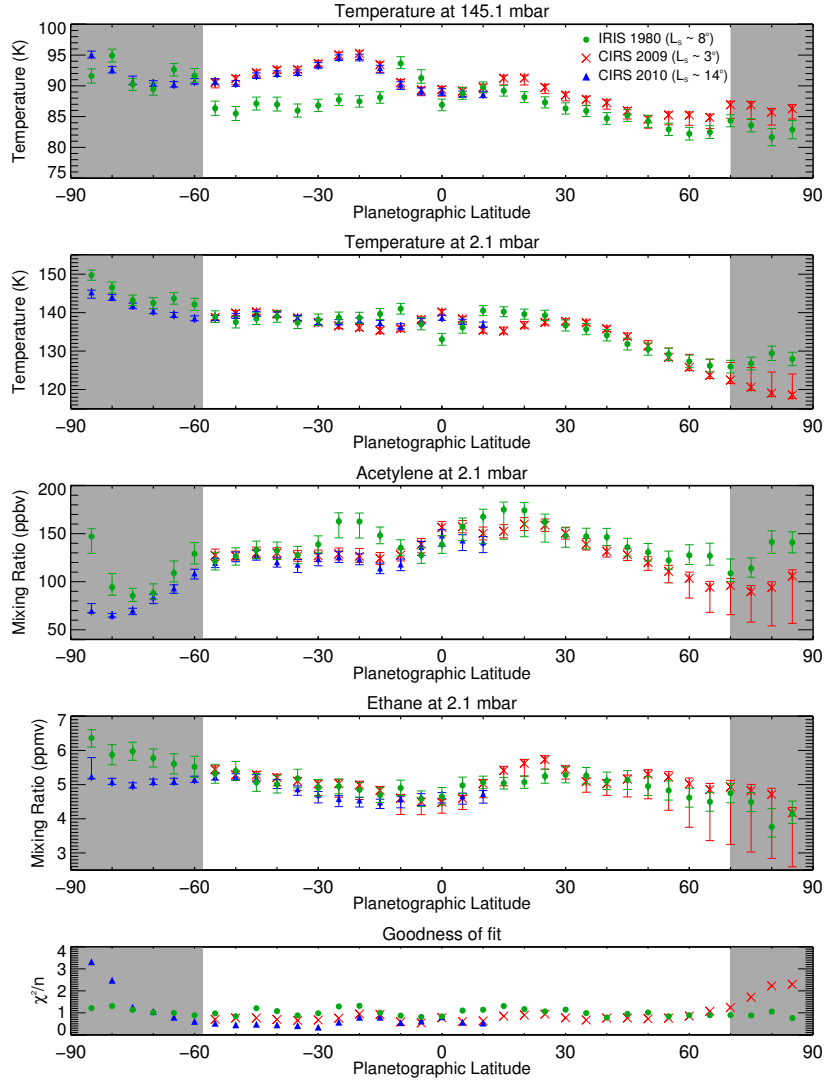 Temperature at 145.1 mbar
Temperature (K)
100
95
90
85
80
75
IRIS 1980 (Ls ~ 8°)
CIRS 2009 (Ls ~ 3°)
CIRS 2010 (Ls ~ 14°)
−90 −60 −30 0 30 60 90
Planetographic Latitude
Temperature at 2.1 mbar
Temperature (K)
150
140
130
120
−90 −60 −30 0 30 60 90
Planetographic Latitude
Acetylene at 2.1 mbar
Mixing Ratio (ppbv)
200
150
100
50
−90 −60 −30 0 30 60 90
Planetographic Latitude
Ethane at 2.1 mbar
Mixing Ratio (ppmv)
7
6
5
4
3
−90 −60 −30 0 30 60 90
Planetographic Latitude
Goodness of fit
χ²/n
4
3
2
1
0
−90 −60 −30 0 30 60 90
Planetographic Latitude